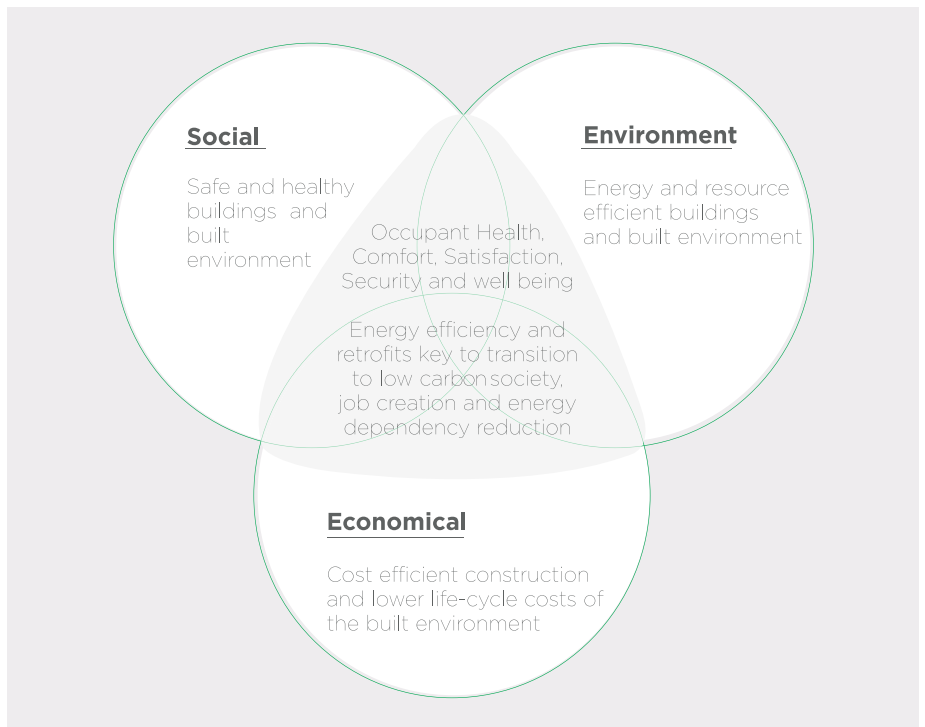 Social
Safe and healthy
buildings and
built
environment
Environment
Energy and resource
efficient buildings
and built environment
Occupant Health,
Comfort, Satisfaction,
Security and well being
Energy efficiency and
retrofits key to transition
to low carbon society,
job creation and energy
dependency reduction
Economical
Cost efficient construction
and lower life-cycle costs of
the built environment